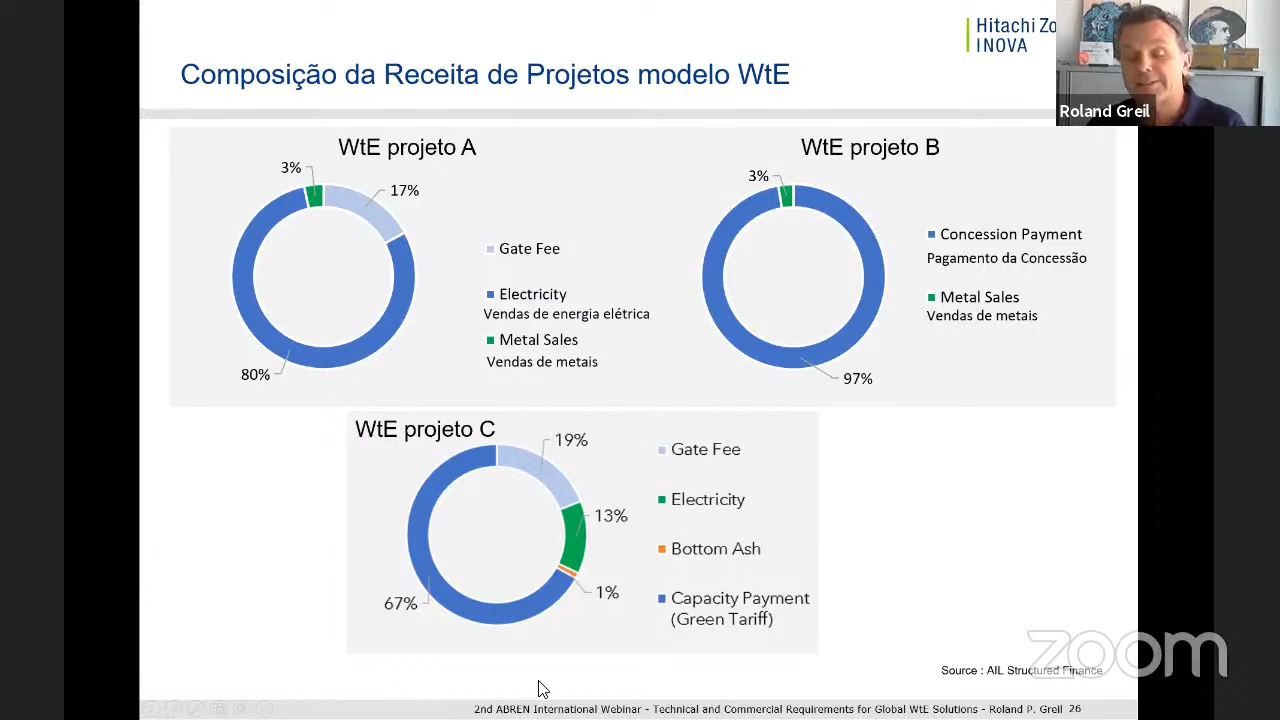 Hitachi Zo
INOVA
Composição da Receita de Projetos modelo WtE
Roland Greil
WtE projeto A
3%
17%
80%
Gate Fee
Electricity
Vendas de energia elétrica
Metal Sales
Vendas de metais
WtE projeto B
3%
97%
Concession Payment
Pagamento da Concessão
Metal Sales
Vendas de metais
WtE projeto C
19%
13%
1%
67%
Gate Fee
Electricity
Bottom Ash
Capacity Payment
(Green Tariff)
zoom
Source : AIL Structured Finance
2nd ABREN International Webinar - Technical and Commercial Requirements for Global WtE Solutions - Roland P. Greil 26